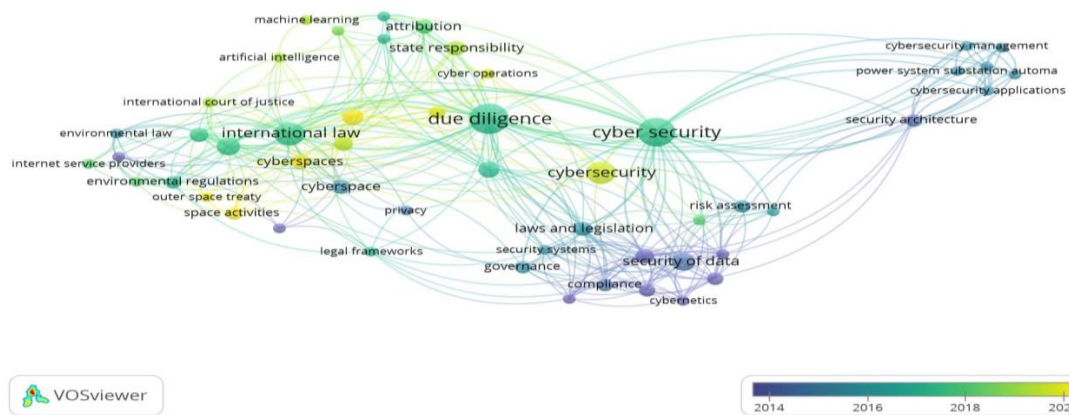 machine learning
attribution
state responsibility
artificial intelligence
cyber operations
cybersecurity management
power system substation automa
cybersecurity applications
international court of justice
due diligence
security architecture
environmental law
international law
cyber security
internet service providers
cyberspaces
cybersecurity
environmental regulations
cyberspace
outer space treaty
space activities
privacy
risk assessment
laws and legislation
legal frameworks
security systems
governance
security of data
compliance
cybernetics
VOSviewer
2014 2016 2018